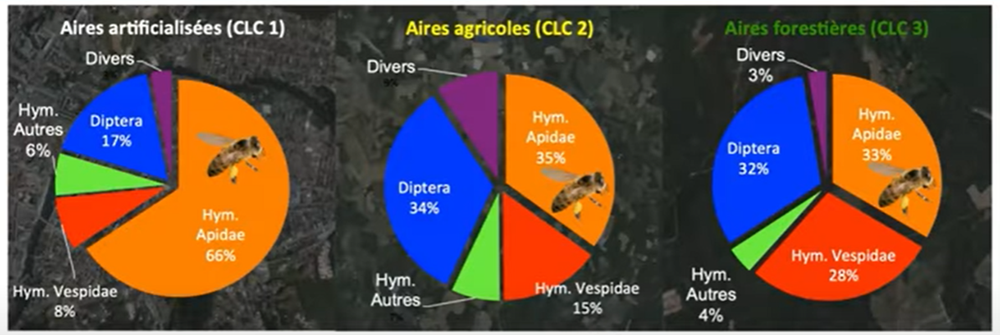 Aires artificialisées (CLC 1)
Divers
Hym.
Autres
6%
Diptera
17%
Hym.
Apidae
66%
Hym. Vespidae
8%
Aires agricoles (CLC 2)
Divers
9%
Hym.
Apidae
35%
Diptera
34%
Hym.
Autres
7%
Hym. Vespidae
15%
Aires forestières (CLC 3)
Divers
3%
Hym.
Apidae
33%
Diptera
32%
Hym. Vespidae
28%
Hym.
Autres
4%